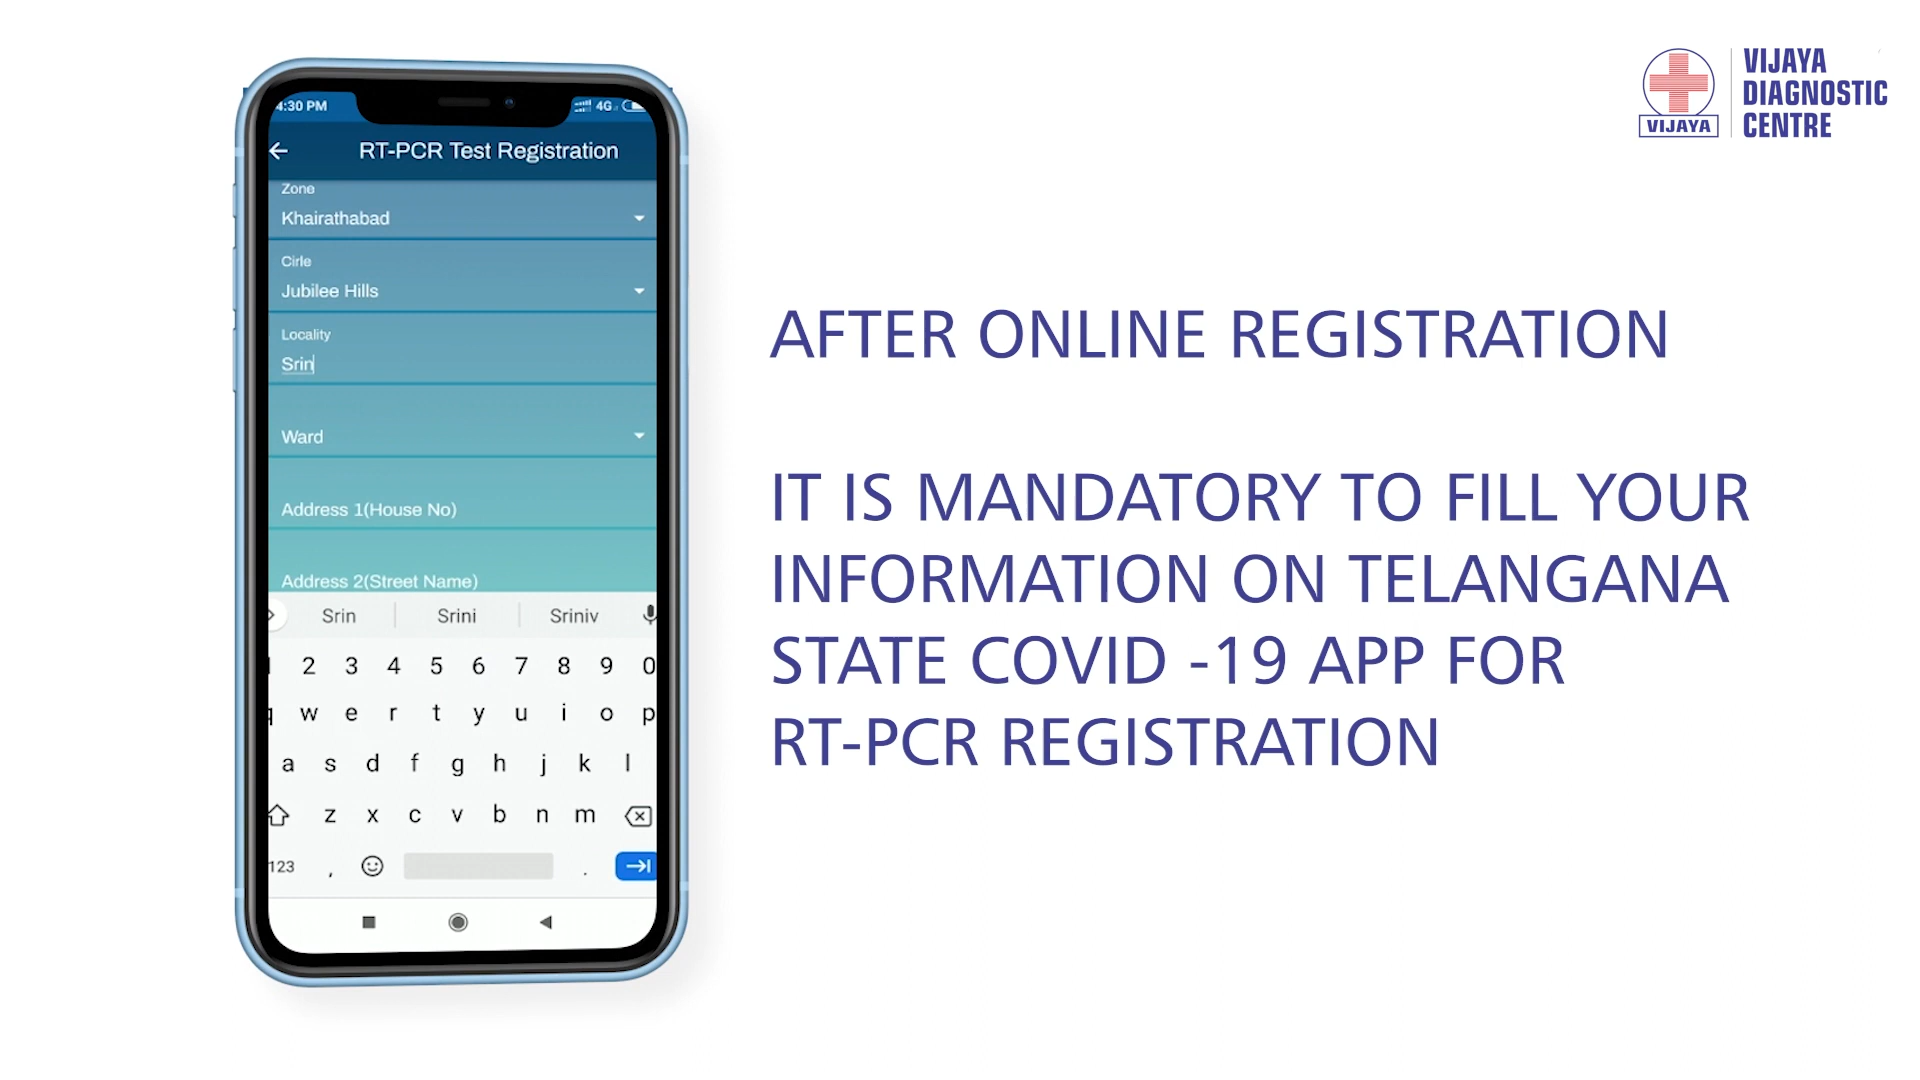 4:30 PM 4G
RT-PCR Test Registration
Zone
Khairathabad
Cirle
Jubilee Hills
Locality
Srin
Ward
Address 1(House No)
Address 2(Street Name)
Srin Srini Sriniv
1 2 3 4 5 6 7 8 9 0
q w e r t y u i o p
a s d f g h j k l
z x c v b n m
123 , .
VIJAYA
VIJAYA
DIAGNOSTIC
CENTRE
AFTER ONLINE REGISTRATION
IT IS MANDATORY TO FILL YOUR
INFORMATION ON TELANGANA
STATE COVID -19 APP FOR
RT-PCR REGISTRATION